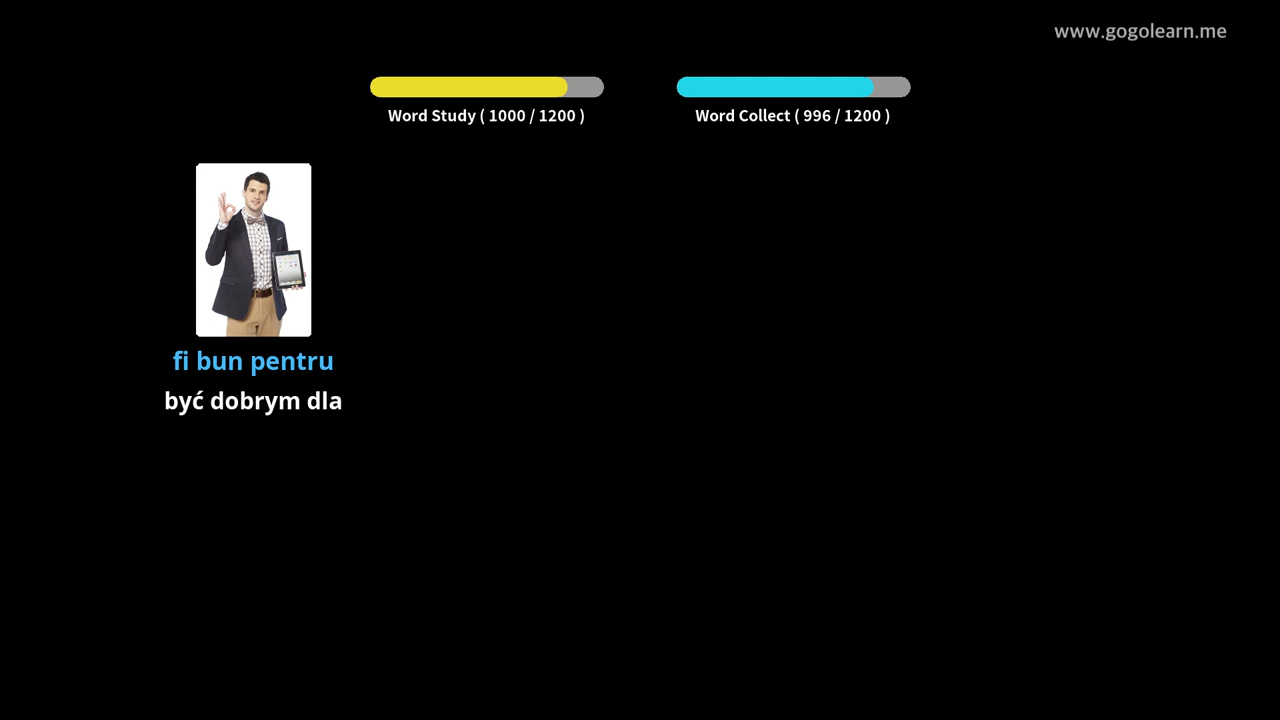 www.gogolearn.me
Word Study ( 1000 / 1200 )
Word Collect ( 996 / 1200 )
fi bun pentru
być dobrym dla